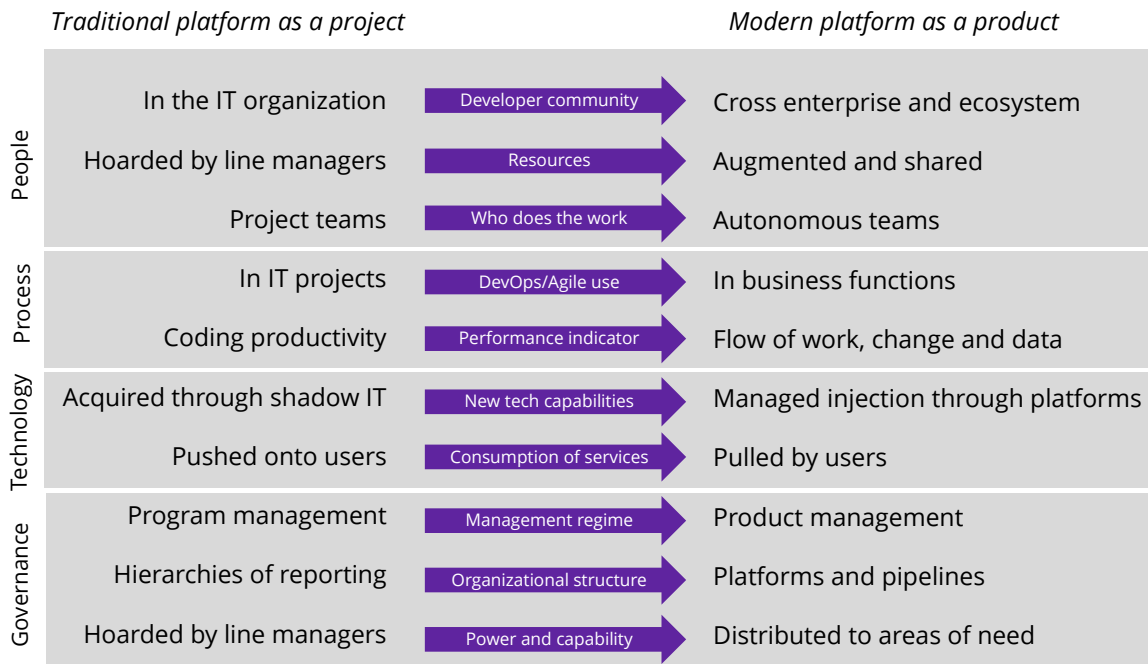 Traditional platform as a project
Modern platform as a product
People
In the IT organization
Developer community
Cross enterprise and ecosystem
Hoarded by line managers
Resources
Augmented and shared
Project teams
Who does the work
Autonomous teams
Process
In IT projects
DevOps/Agile use
In business functions
Coding productivity
Performance indicator
Flow of work, change and data
Technology
Acquired through shadow IT
New tech capabilities
Managed injection through platforms
Pushed onto users
Consumption of services
Pulled by users
Governance
Program management
Management regime
Product management
Hierarchies of reporting
Organizational structure
Platforms and pipelines
Hoarded by line managers
Power and capability
Distributed to areas of need